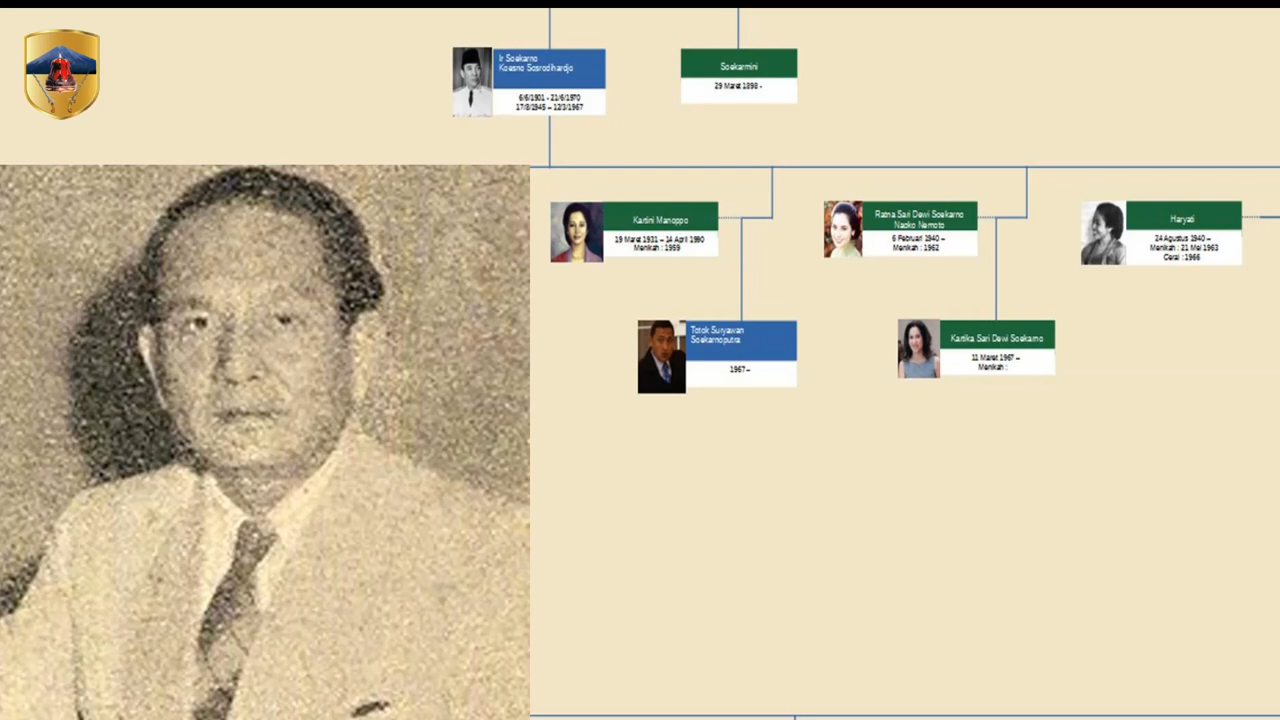 Ir Soekarno
Koesno Sosrodihardjo
6/6/1901 - 21/6/1970
17/8/1945 – 12/3/1967
Soekarmini
29 Maret 1898 -
Kartini Manoppo
19 Maret 1931 – 14 April 1990
Menikah : 1959
Ratna Sari Dewi Soekarno
Naoko Nemoto
6 Februari 1940 –
Menikah : 1962
Haryati
24 Agustus 1940 –
Menikah : 21 Mei 1963
Cerai : 1966
Totok Suryawan
Soekarnoputra
1967 –
Kartika Sari Dewi Soekarno
11 Maret 1967 –
Menikah :